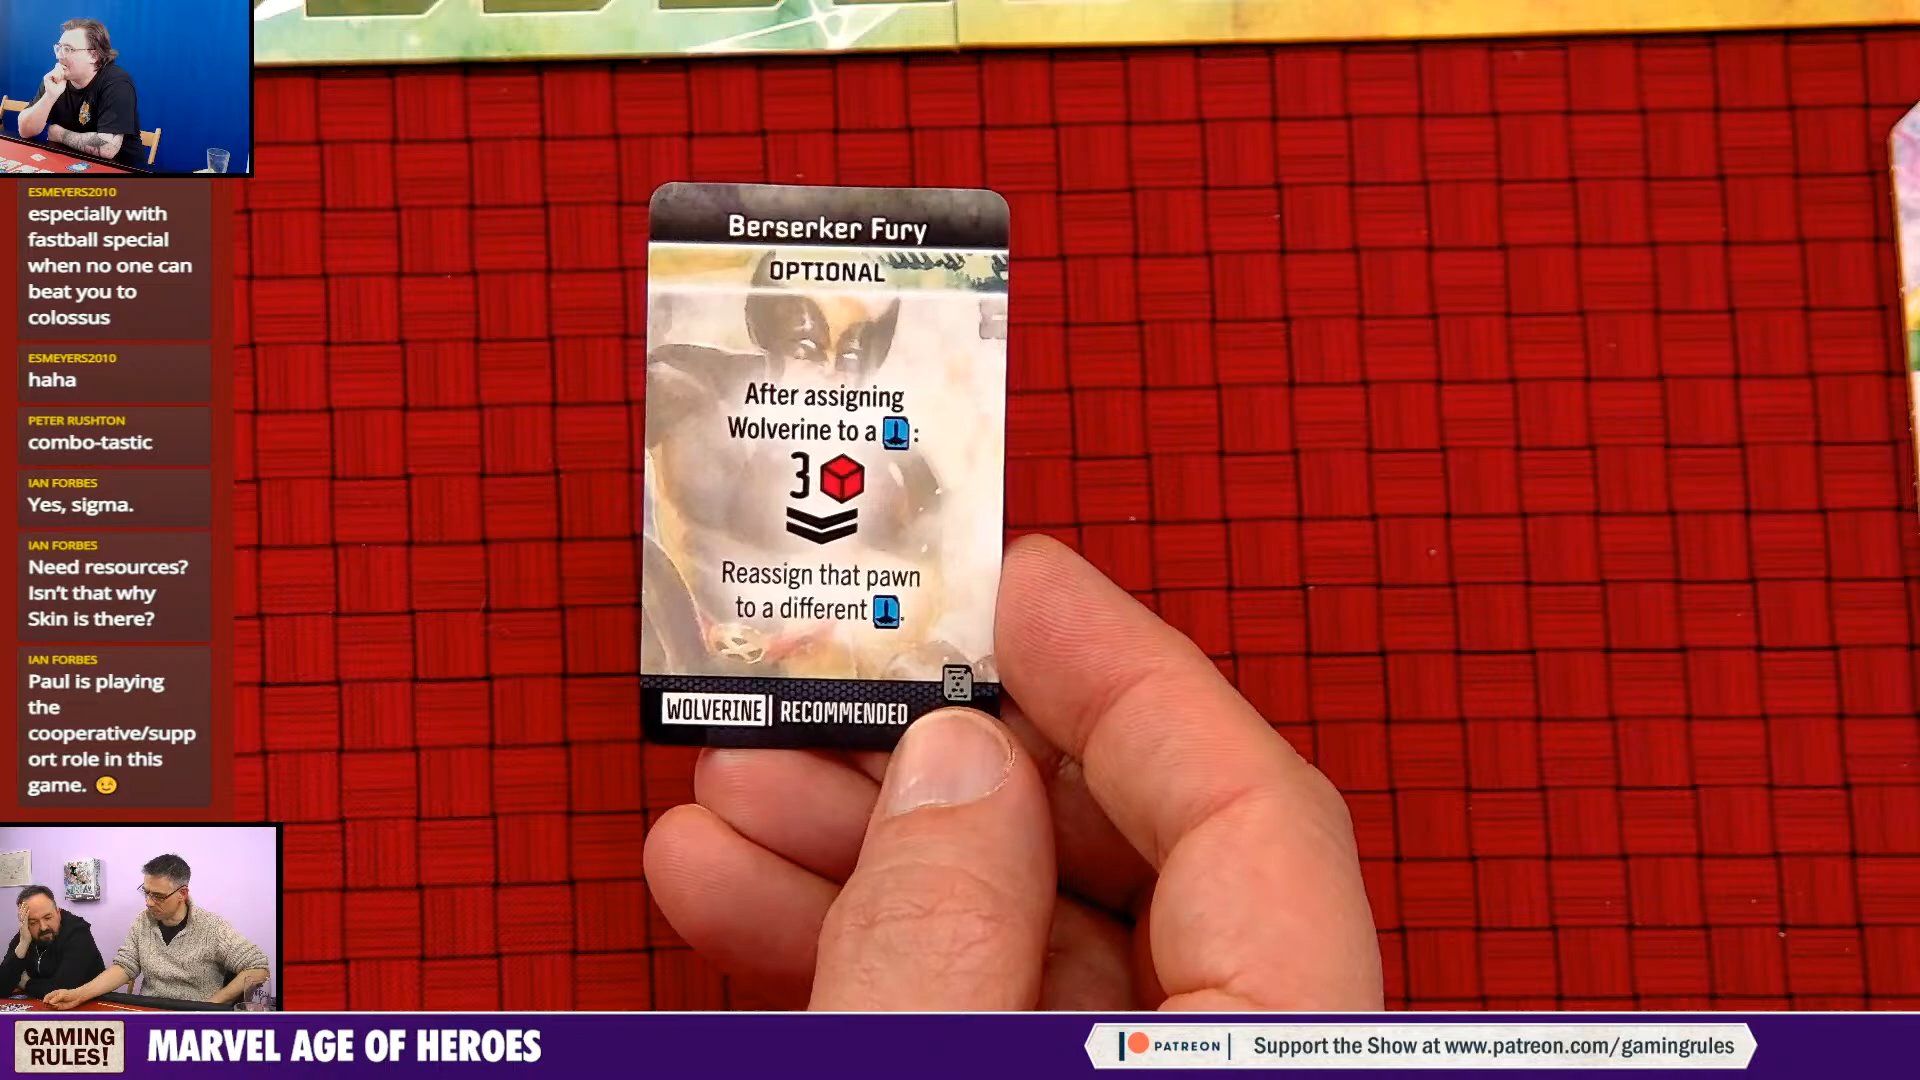 ESMEYERS2010
especially with
fastball special
when no one can
beat you to
colossus
ESMEYERS2010
haha
PETER RUSHTON
combo-tastic
IAN FORBES
Yes, sigma.
IAN FORBES
Need resources?
Isn't that why
Skin is there?
IAN FORBES
Paul is playing
the
cooperative/supp
ort role in this
game. 😉
Berserker Fury
OPTIONAL
After assigning
Wolverine to a :
3
Reassign that pawn
to a different .
WOLVERINE RECOMMENDED
GAMING
RULES!
MARVEL AGE OF HEROES
PATREON
Support the Show at www.patreon.com/gamingrules